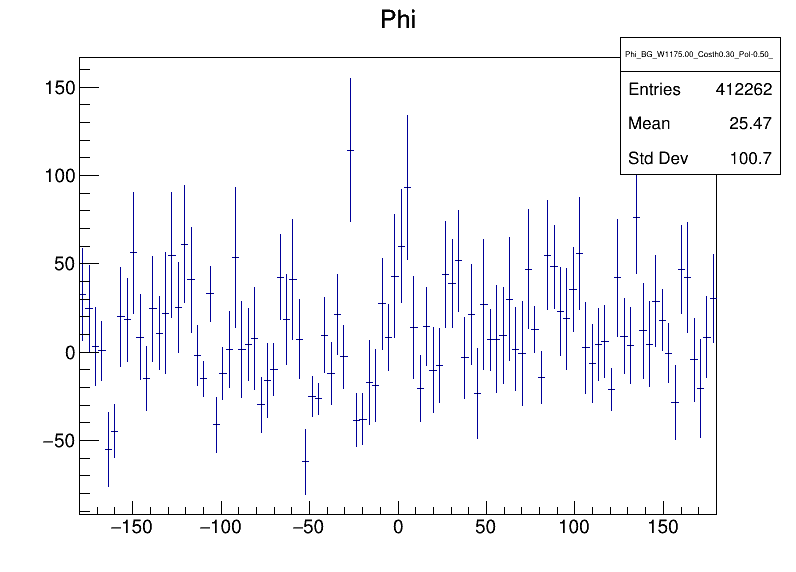 Phi
Phi_BG_W1175.00_Costh0.30_Pol-0.50_
Entries 412262
Mean 25.47
Std Dev 100.7
150
100
50
0
−50
−150 −100 −50 0 50 100 150